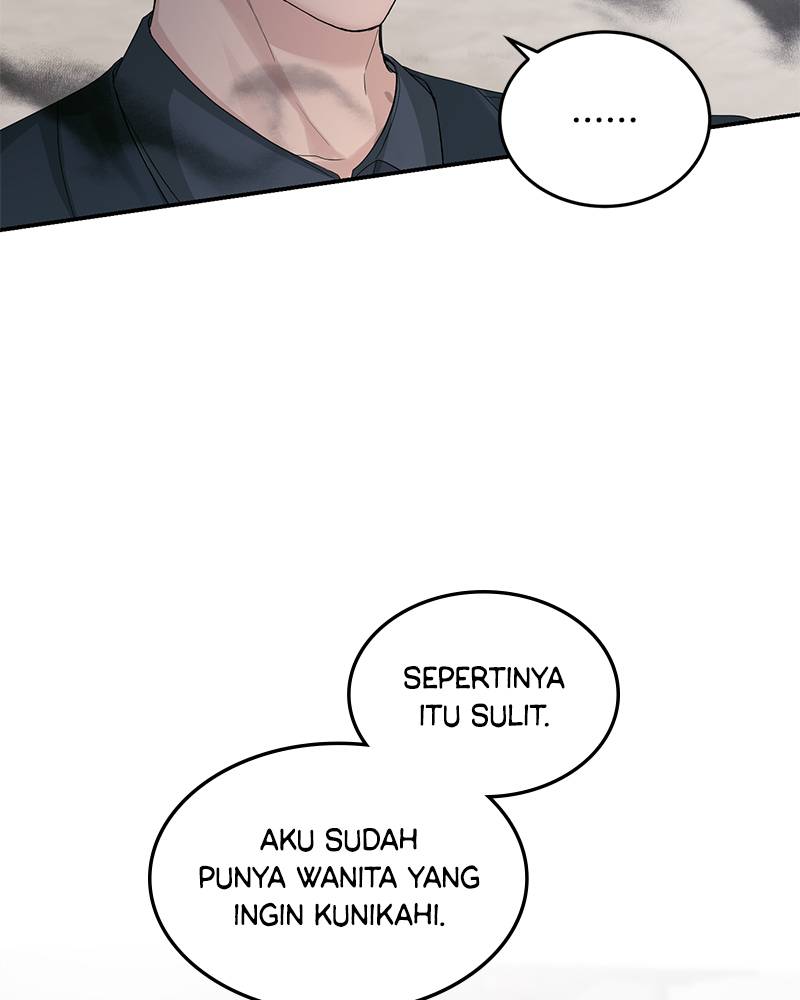 ......
SEPERTINYA
ITU SULIT.
AKU SUDAH
PUNYA WANITA YANG
INGIN KUNIKAHI.